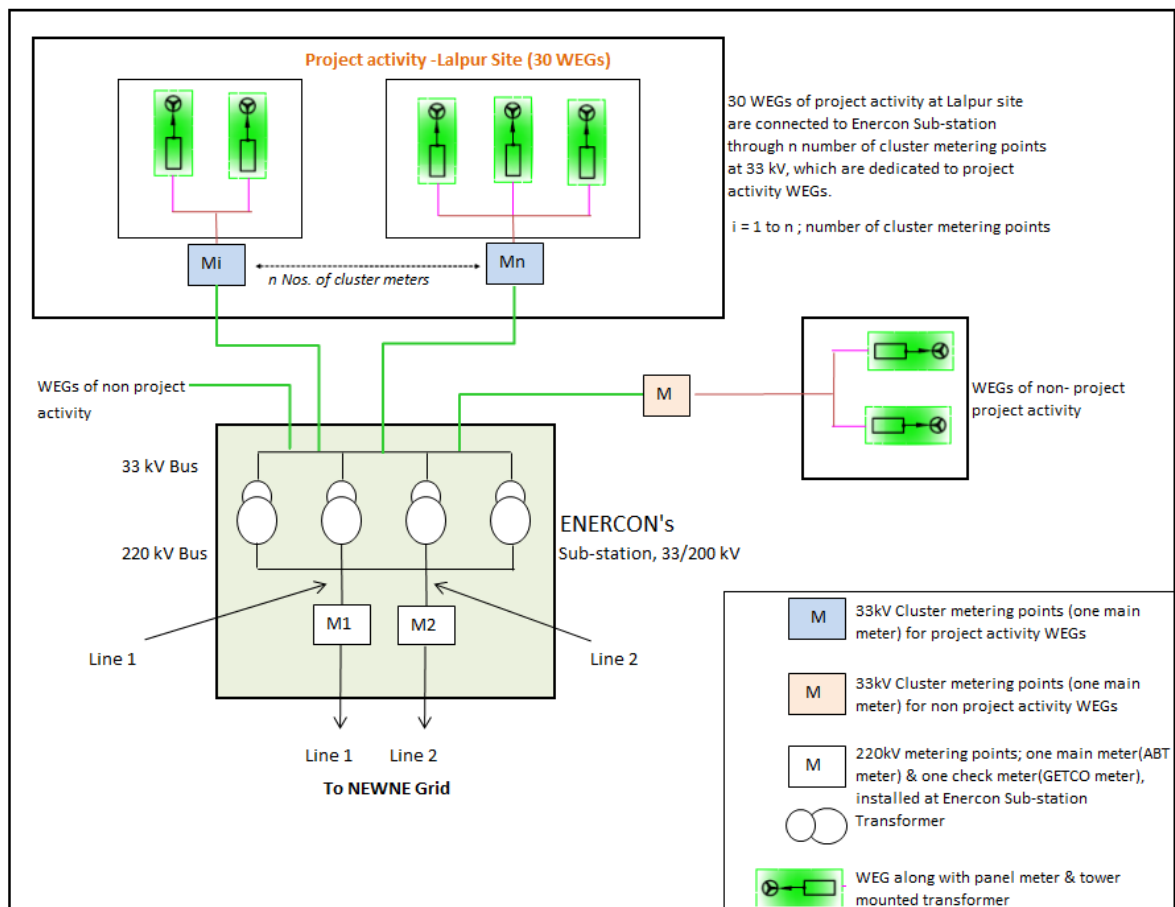 Project activity -Lalpur Site (30 WEGs)
30 WEGs of project activity at Lalpur site
are connected to Enercon Sub-station
through n number of cluster metering points
at 33 kV, which are dedicated to project
activity WEGs.
i = 1 to n ; number of cluster metering points
Mi
Mn
n Nos. of cluster meters
WEGs of non project
activity
M
WEGs of non- project
project activity
33 kV Bus
220 kV Bus
ENERCON's
Sub-station, 33/200 kV
M1
M2
Line 1
Line 2
Line 1
Line 2
To NEWNE Grid
M
33kV Cluster metering points (one main
meter) for project activity WEGs
M
33kV Cluster metering points (one main
meter) for non project activity WEGs
M
220kV metering points; one main meter(ABT
meter) & one check meter(GETCO meter),
installed at Enercon Sub-station
Transformer
WEG along with panel meter & tower
mounted transformer